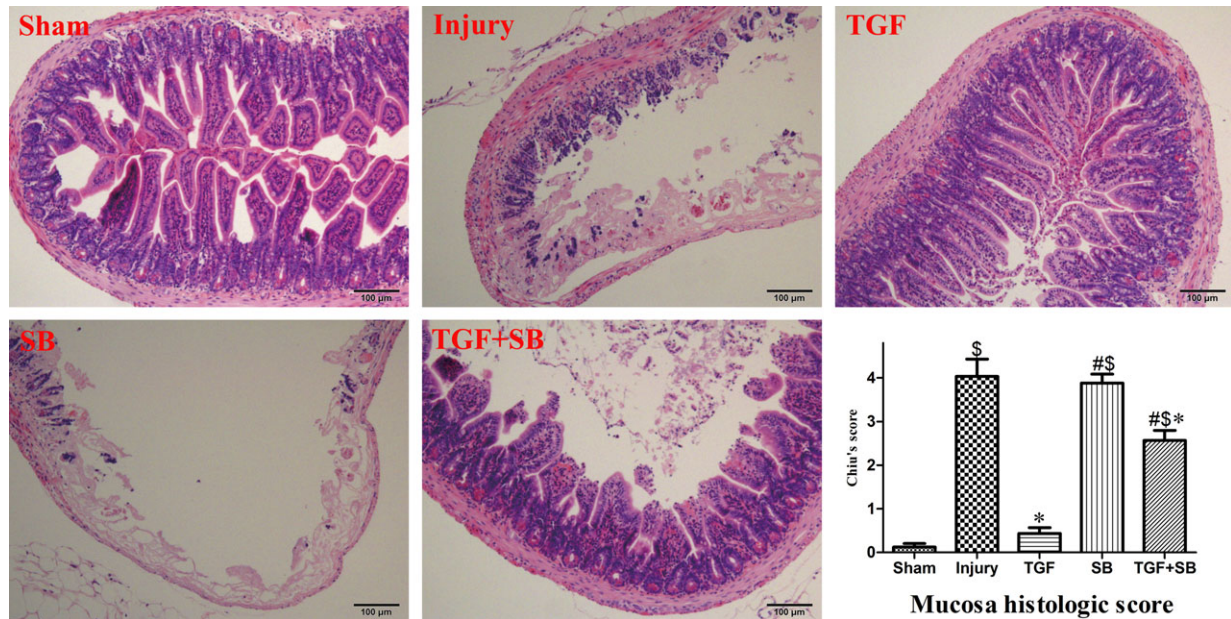 Sham
100 µm
Injury
100 µm
TGF
100 µm
SB
100 µm
TGF+SB
100 µm
Chiu's score
4
3
2
1
0
$
*
#$
#$*
Sham Injury TGF SB TGF+SB
Mucosa histologic score